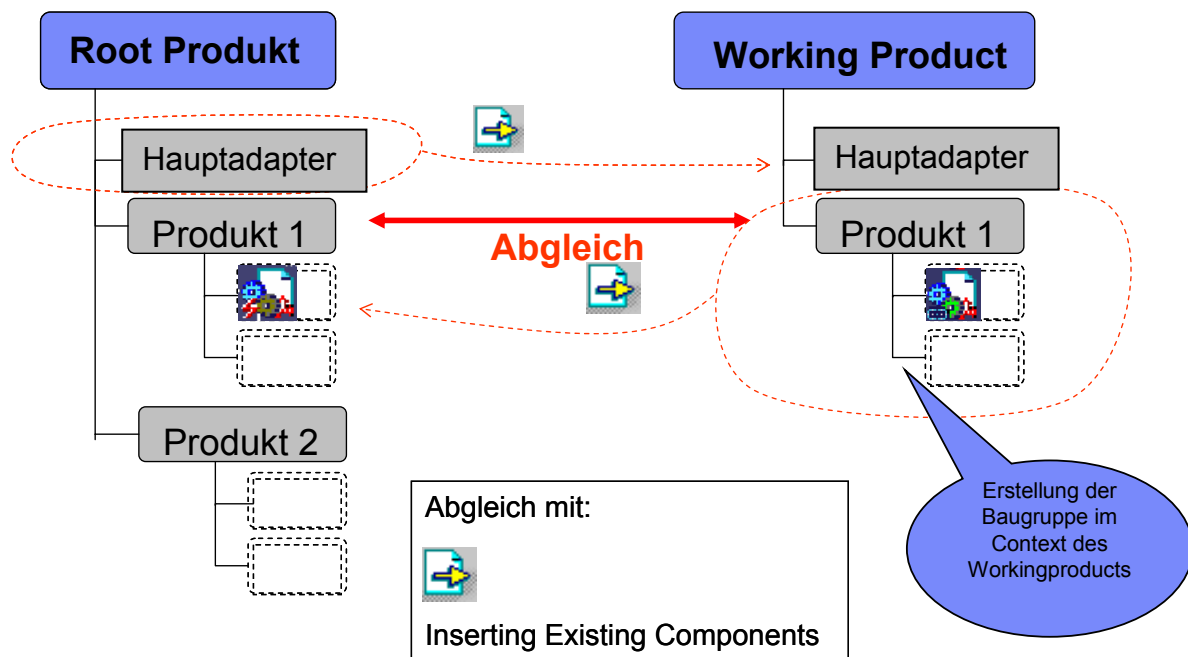 Root Produkt
Working Product
Hauptadapter
Hauptadapter
Produkt 1
Abgleich
Produkt 1
Produkt 2
Abgleich mit:
Inserting Existing Components
Erstellung der
Baugruppe im
Context des
Workingproducts